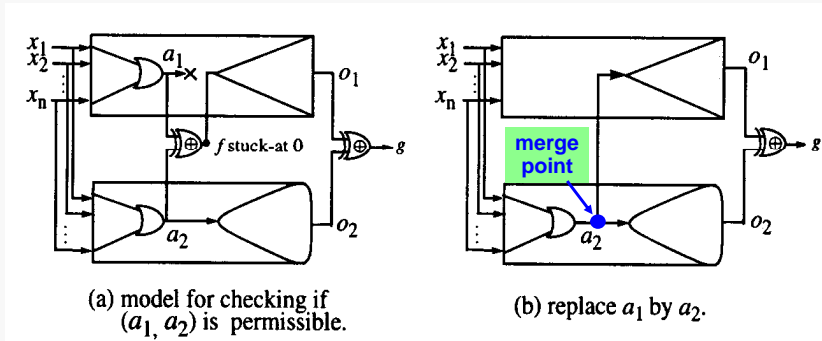 x1
x2
xn
a1
o1
f stuck-at 0
g
a2
o2
(a) model for checking if
(a1, a2) is permissible.
x1
x2
xn
o1
merge
point
g
a2
o2
(b) replace a1 by a2.